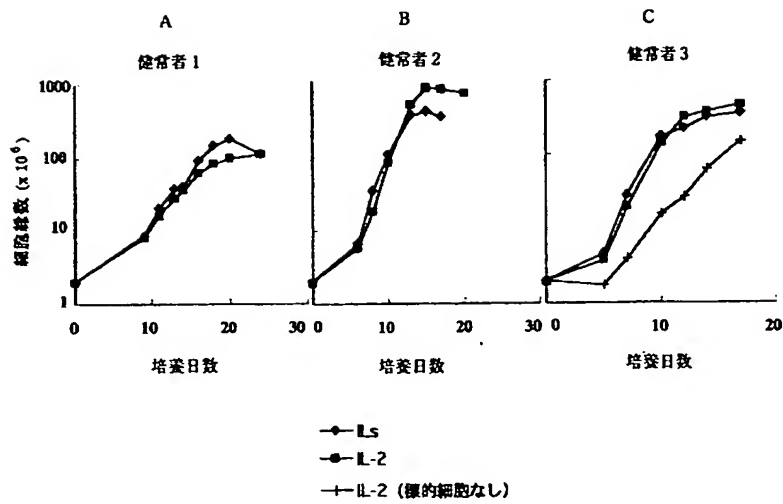 A B C
健常者 1 健常者 2 健常者 3
1000
100
10
1
細胞総数 (x 10⁶)
0 10 20 30
0 10 20 30
0 10 20
培養日数 培養日数 培養日数
ILs
IL-2
IL-2 (標的細胞なし)